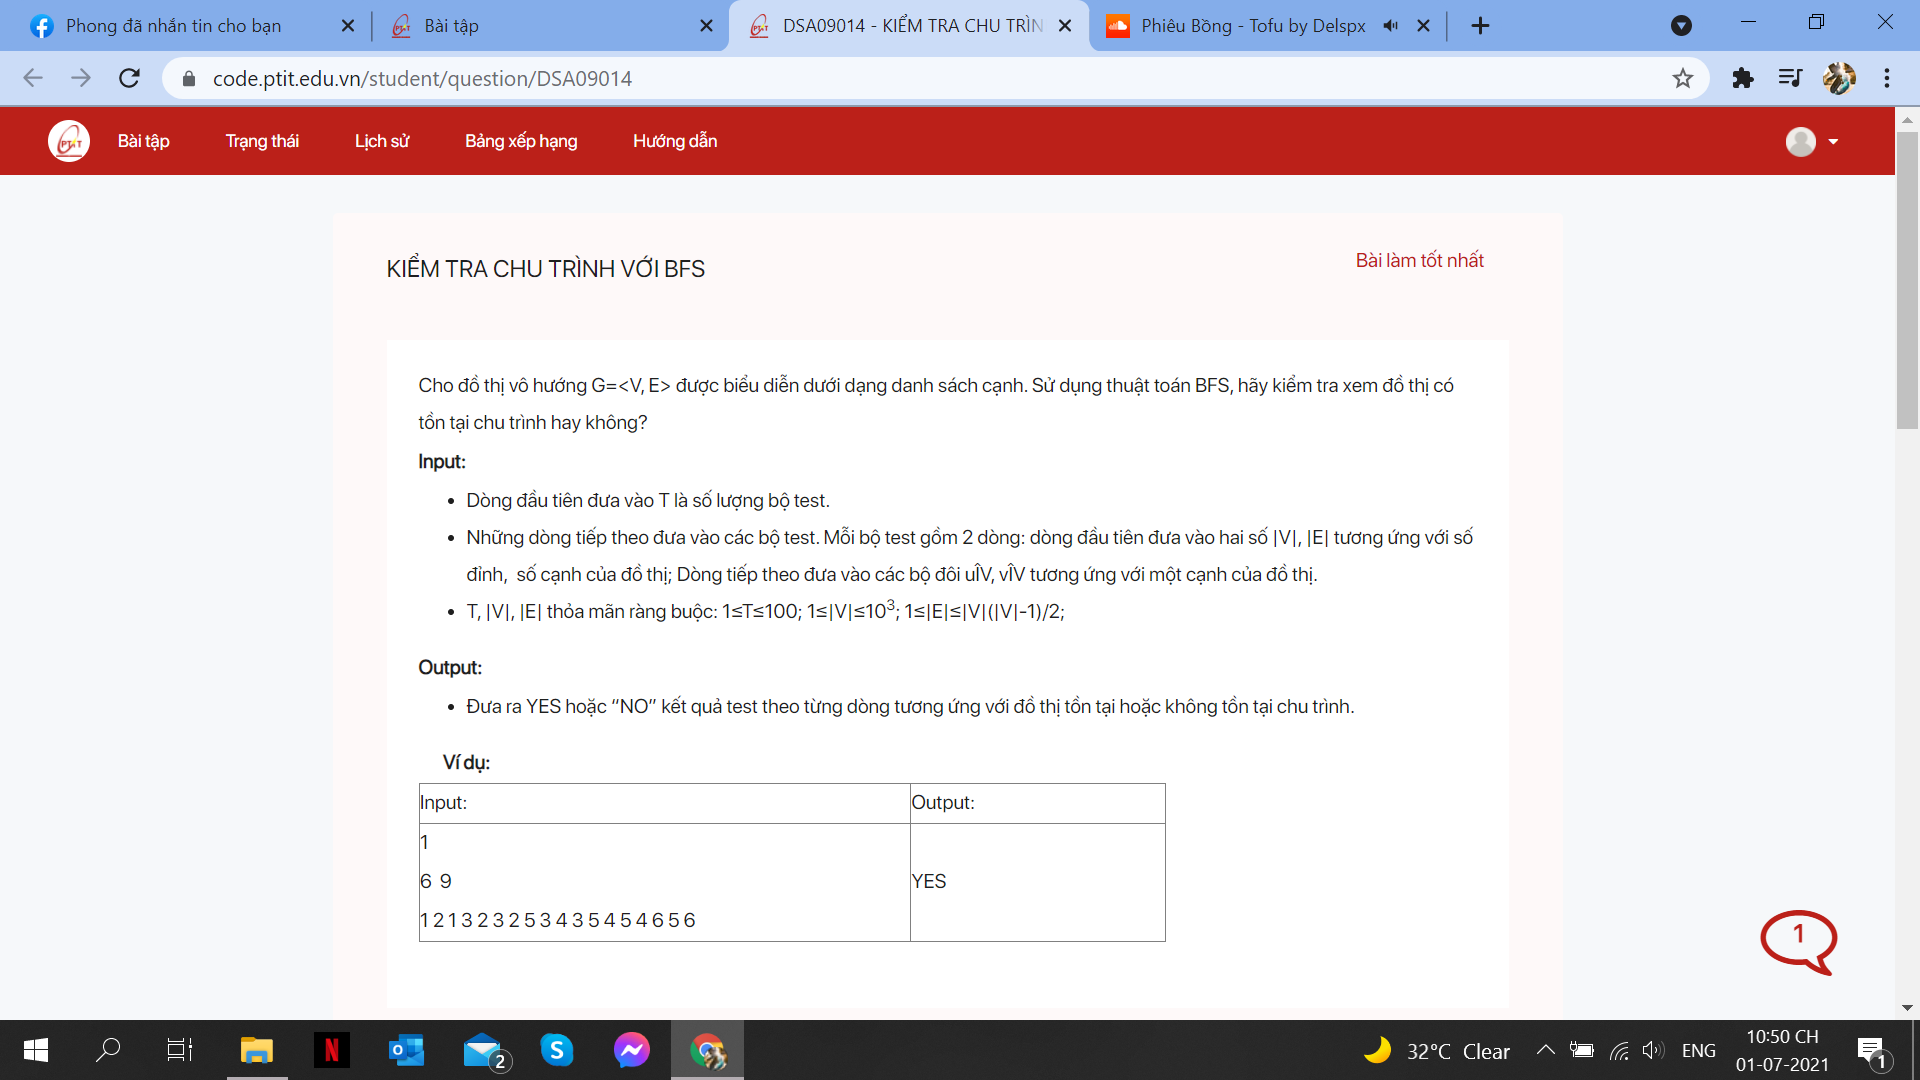 Phong đã nhắn tin cho bạn
Bài tập
DSA09014 - KIỂM TRA CHU TRÌN
Phiêu Bồng - Tofu by Delspx
code.ptit.edu.vn/student/question/DSA09014
PTIT
Bài tập
Trạng thái
Lịch sử
Bảng xếp hạng
Hướng dẫn
KIỂM TRA CHU TRÌNH VỚI BFS
Bài làm tốt nhất
Cho đồ thị vô hướng G=<V, E> được biểu diễn dưới dạng danh sách cạnh. Sử dụng thuật toán BFS, hãy kiểm tra xem đồ thị có
tồn tại chu trình hay không?
Input:
• Dòng đầu tiên đưa vào T là số lượng bộ test.
• Những dòng tiếp theo đưa vào các bộ test. Mỗi bộ test gồm 2 dòng: dòng đầu tiên đưa vào hai số |V|, |E| tương ứng với số
đỉnh,  số cạnh của đồ thị; Dòng tiếp theo đưa vào các bộ đôi uÎV, vÎV tương ứng với một cạnh của đồ thị.
• T, |V|, |E| thỏa mãn ràng buộc: 1≤T≤100; 1≤|V|≤10³; 1≤|E|≤|V|(|V|-1)/2;
Output:
• Đưa ra YES hoặc “NO” kết quả test theo từng dòng tương ứng với đồ thị tồn tại hoặc không tồn tại chu trình.
Ví dụ:
Input:
Output:
1
6  9
YES
1 2 1 3 2 3 2 5 3 4 3 5 4 5 4 6 5 6
1
N
2
S
32°C Clear
ENG
10:50 CH
01-07-2021
1